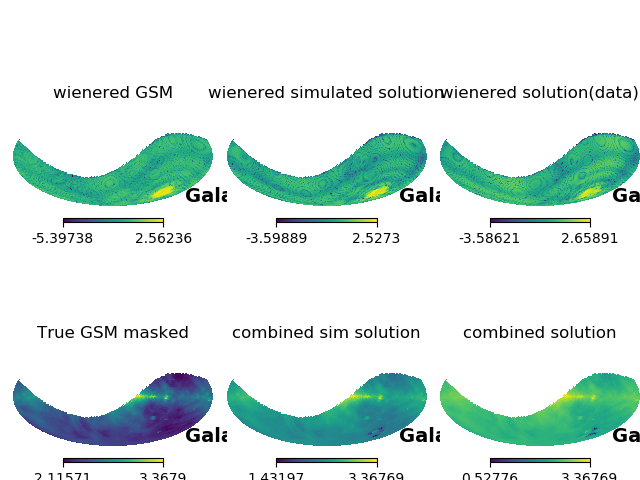 wienered GSM
wienered simulated solution
wienered solution(data)
Gala
Gala
Ga
-5.39738 2.56236
-3.59889 2.5273
-3.58621 2.65891
True GSM masked
combined sim solution
combined solution
Gala
Gala
Ga
2.11571 3.3679
1.43197 3.36769
0.52776 3.36769